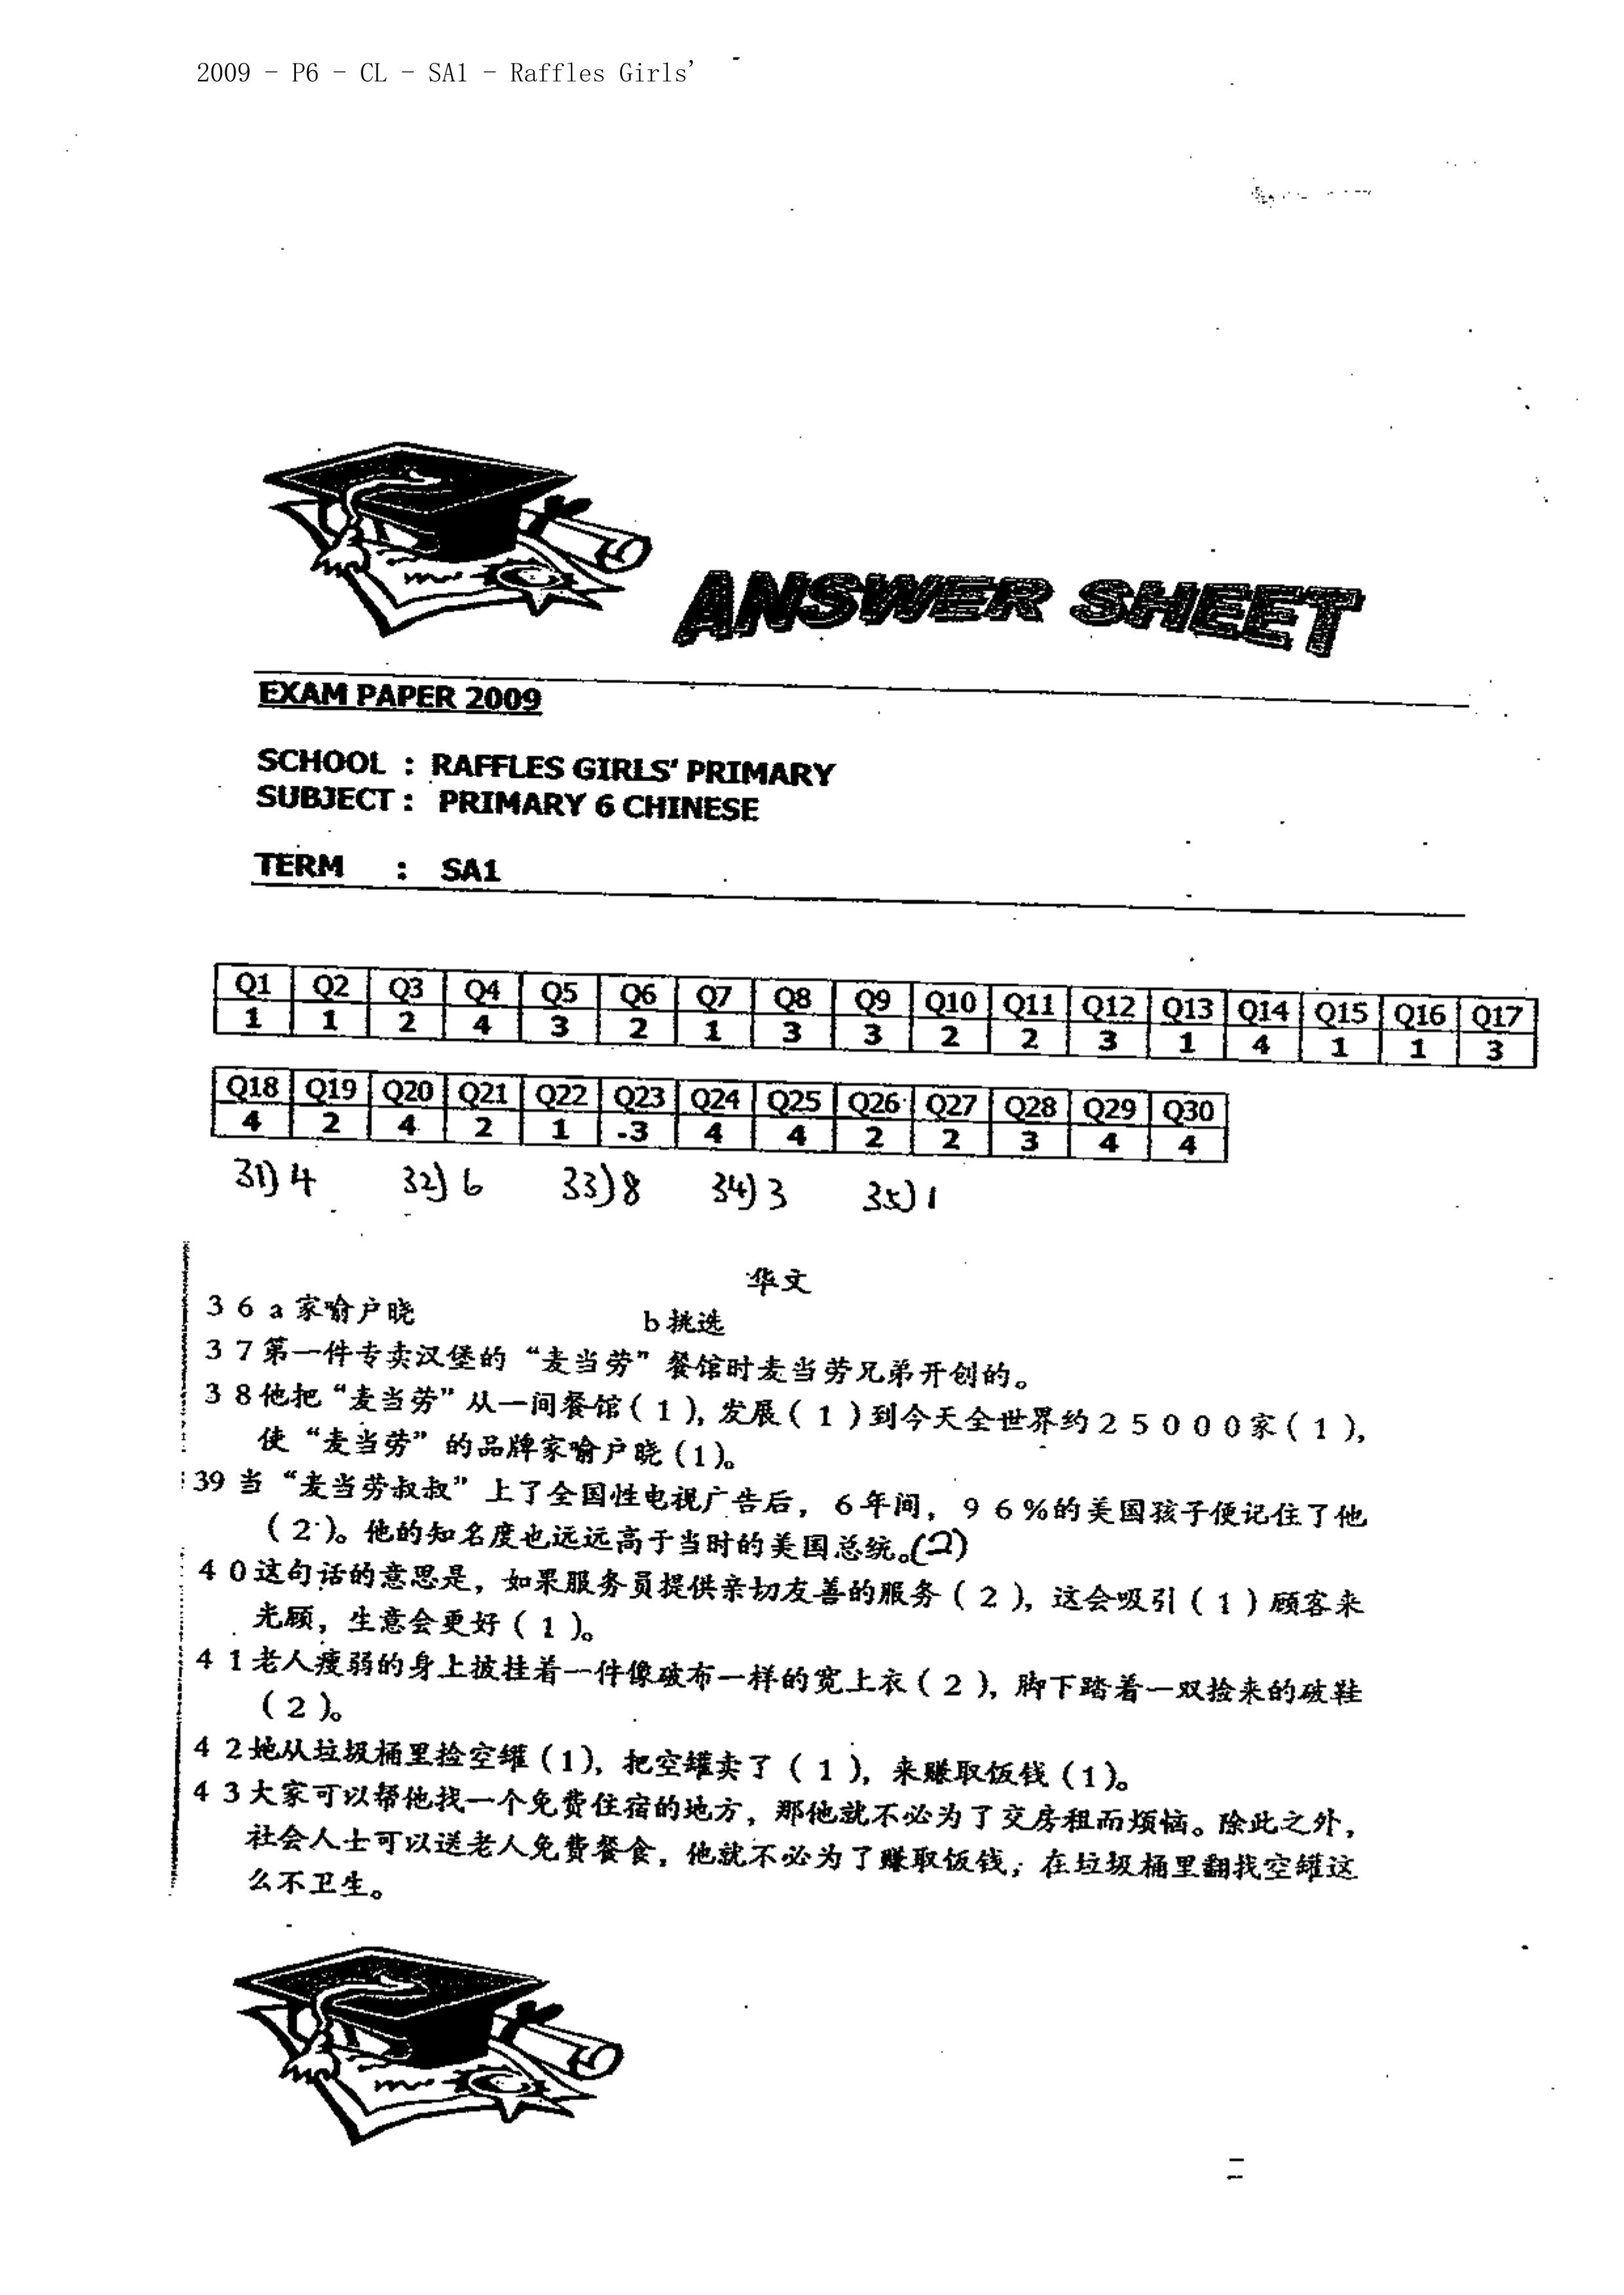 2009 - P6 - CL - SA1 - Raffles Girls'
ANSWER SHEET
EXAM PAPER 2009
SCHOOL : RAFFLES GIRLS' PRIMARY
SUBJECT : PRIMARY 6 CHINESE
TERM : SA1
Q1 Q2 Q3 Q4 Q5 Q6 Q7 Q8 Q9 Q10 Q11 Q12 Q13 Q14 Q15 Q16 Q17
1 1 2 4 3 2 1 3 3 2 2 3 1 4 1 1 3
Q18 Q19 Q20 Q21 Q22 Q23 Q24 Q25 Q26 Q27 Q28 Q29 Q30
4 2 4 2 1 3 4 4 2 2 3 4 4
31) 4 32) 6 33) 8 34) 3 35) 1
华文
36 a 家喻户晓 b 挑选
37 第一件专卖汉堡的“麦当劳”餐馆时麦当劳兄弟开创的。
38 他把“麦当劳”从一间餐馆(1),发展(1)到今天全世界约25000家(1),
使“麦当劳”的品牌家喻户晓(1)。
39 当“麦当劳叔叔”上了全国性电视广告后,6年间,96%的美国孩子便记住了他
(2)。他的知名度也远远高于当时的美国总统。(2)
40 这句话的意思是,如果服务员提供亲切友善的服务(2),这会吸引(1)顾客来
光顾,生意会更好(1)。
41 老人瘦弱的身上披挂着一件像破布一样的宽上衣(2),脚下踏着一双捡来的破鞋
(2)。
42 她从垃圾桶里捡空罐(1),把空罐卖了(1),来赚取饭钱(1)。
43 大家可以帮他找一个免费住宿的地方,那他就不必为了交房租而烦恼。除此之外,
社会人士可以送老人免费餐食,他就不必为了赚取饭钱,在垃圾桶里翻找空罐这
么不卫生。